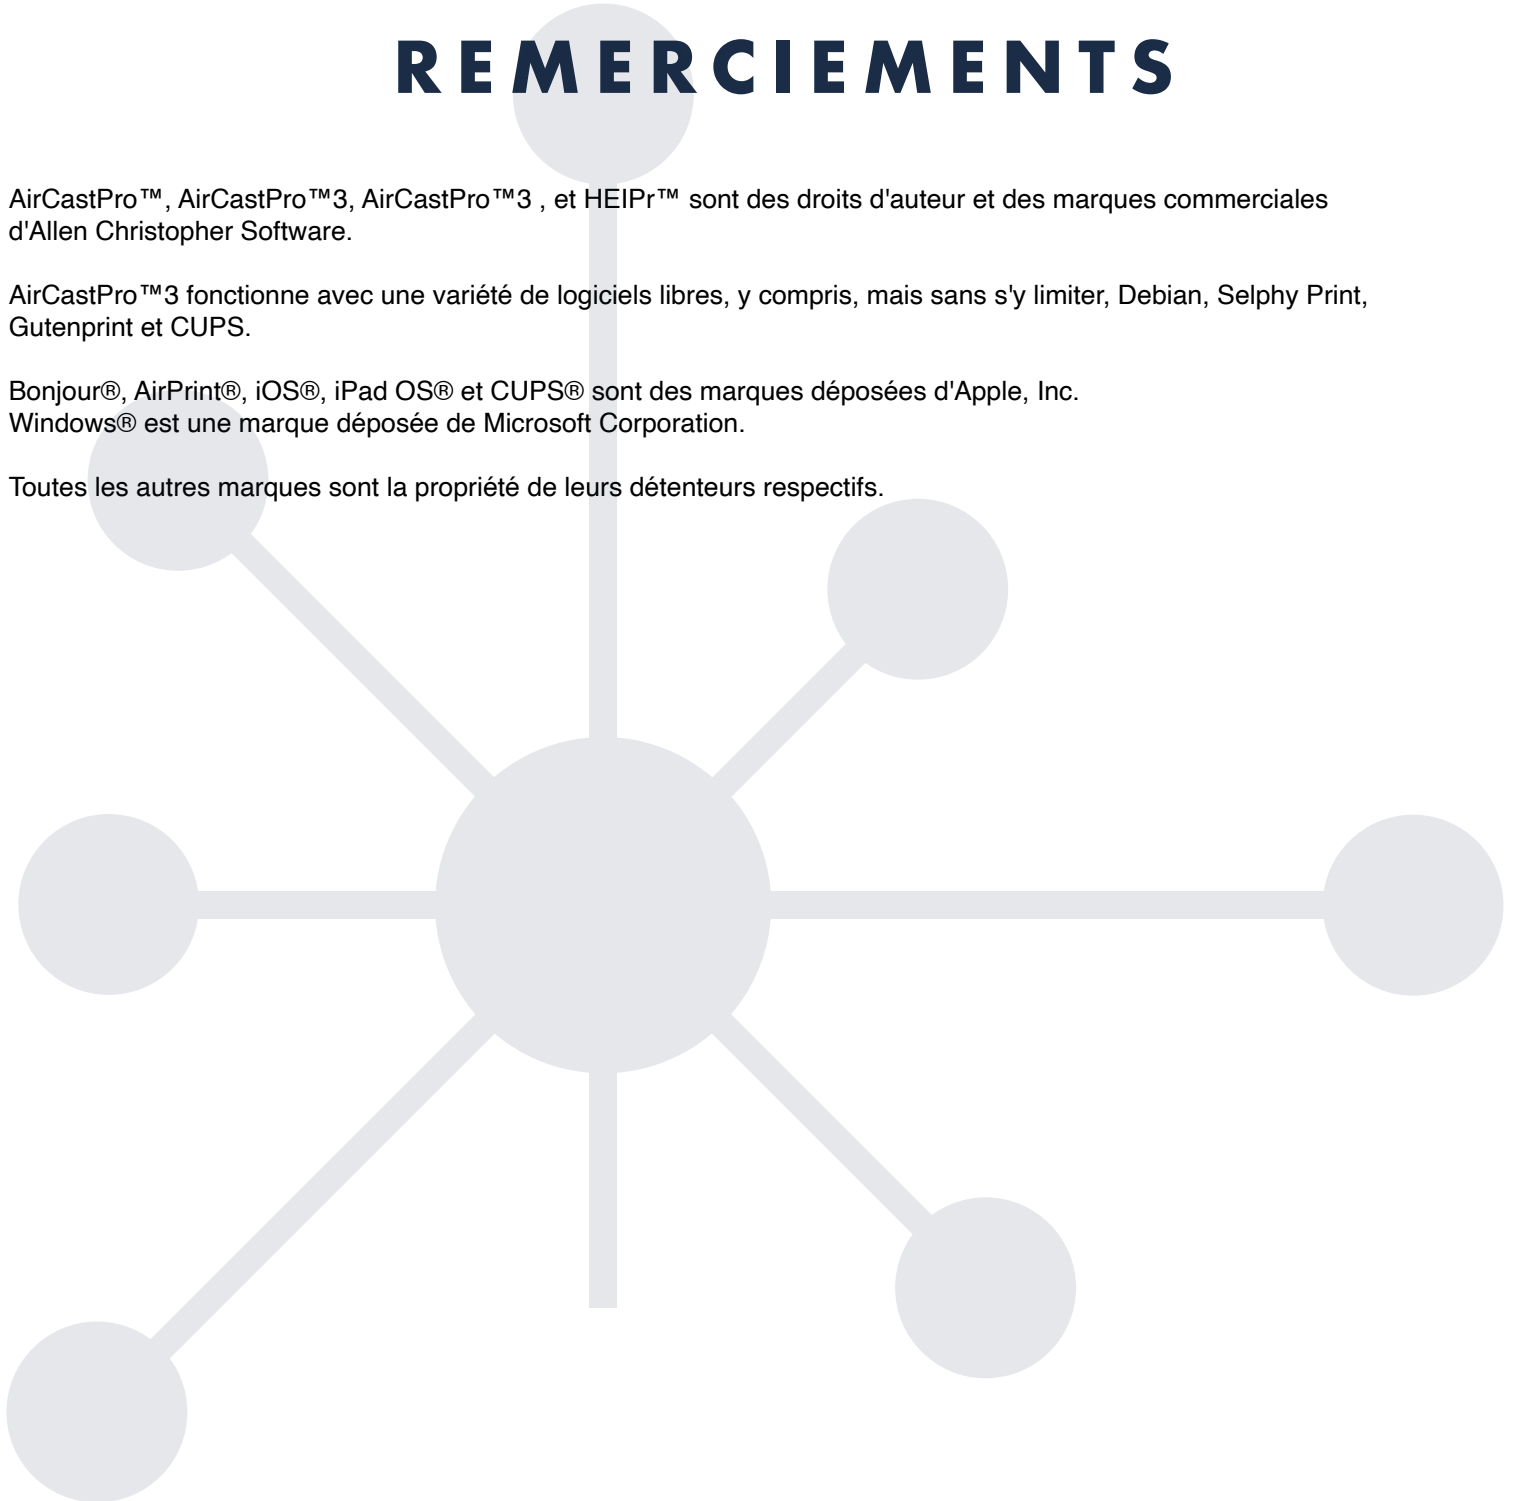 REMERCIEMENTS
AirCastPro™, AirCastPro™3, AirCastPro™3 , et HEIPr™ sont des droits d'auteur et des marques commerciales
d'Allen Christopher Software.
AirCastPro™3 fonctionne avec une variété de logiciels libres, y compris, mais sans s'y limiter, Debian, Selphy Print,
Gutenprint et CUPS.
Bonjour®, AirPrint®, iOS®, iPad OS® et CUPS® sont des marques déposées d'Apple, Inc.
Windows® est une marque déposée de Microsoft Corporation.
Toutes les autres marques sont la propriété de leurs détenteurs respectifs.